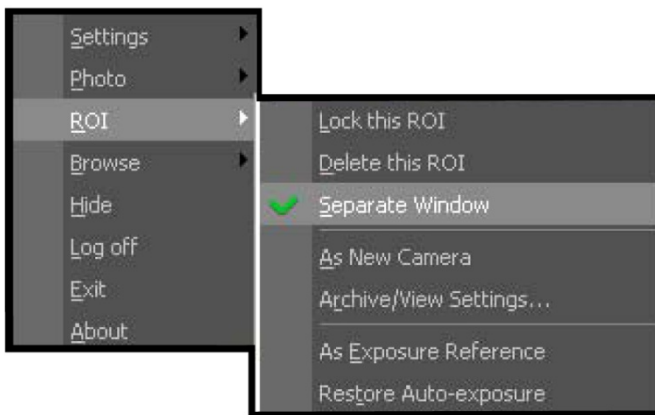 Settings
Photo
ROI
Browse
Hide
Log off
Exit
About
Lock this ROI
Delete this ROI
Separate Window
As New Camera
Archive/View Settings...
As Exposure Reference
Restore Auto-exposure